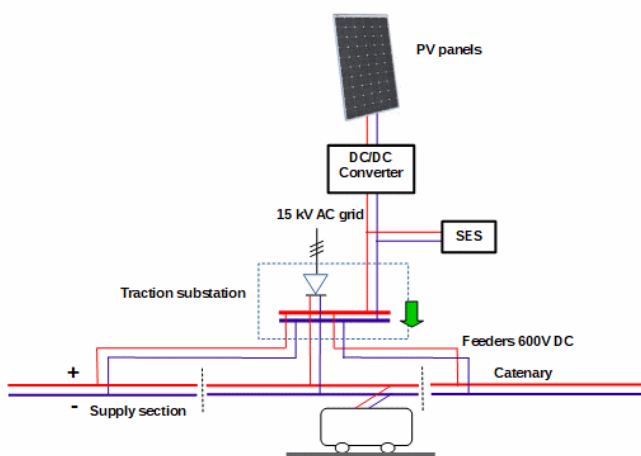 PV panels
DC/DC
Converter
15 kV AC grid
SES
Traction substation
Feeders 600V DC
+
Catenary
-
Supply section